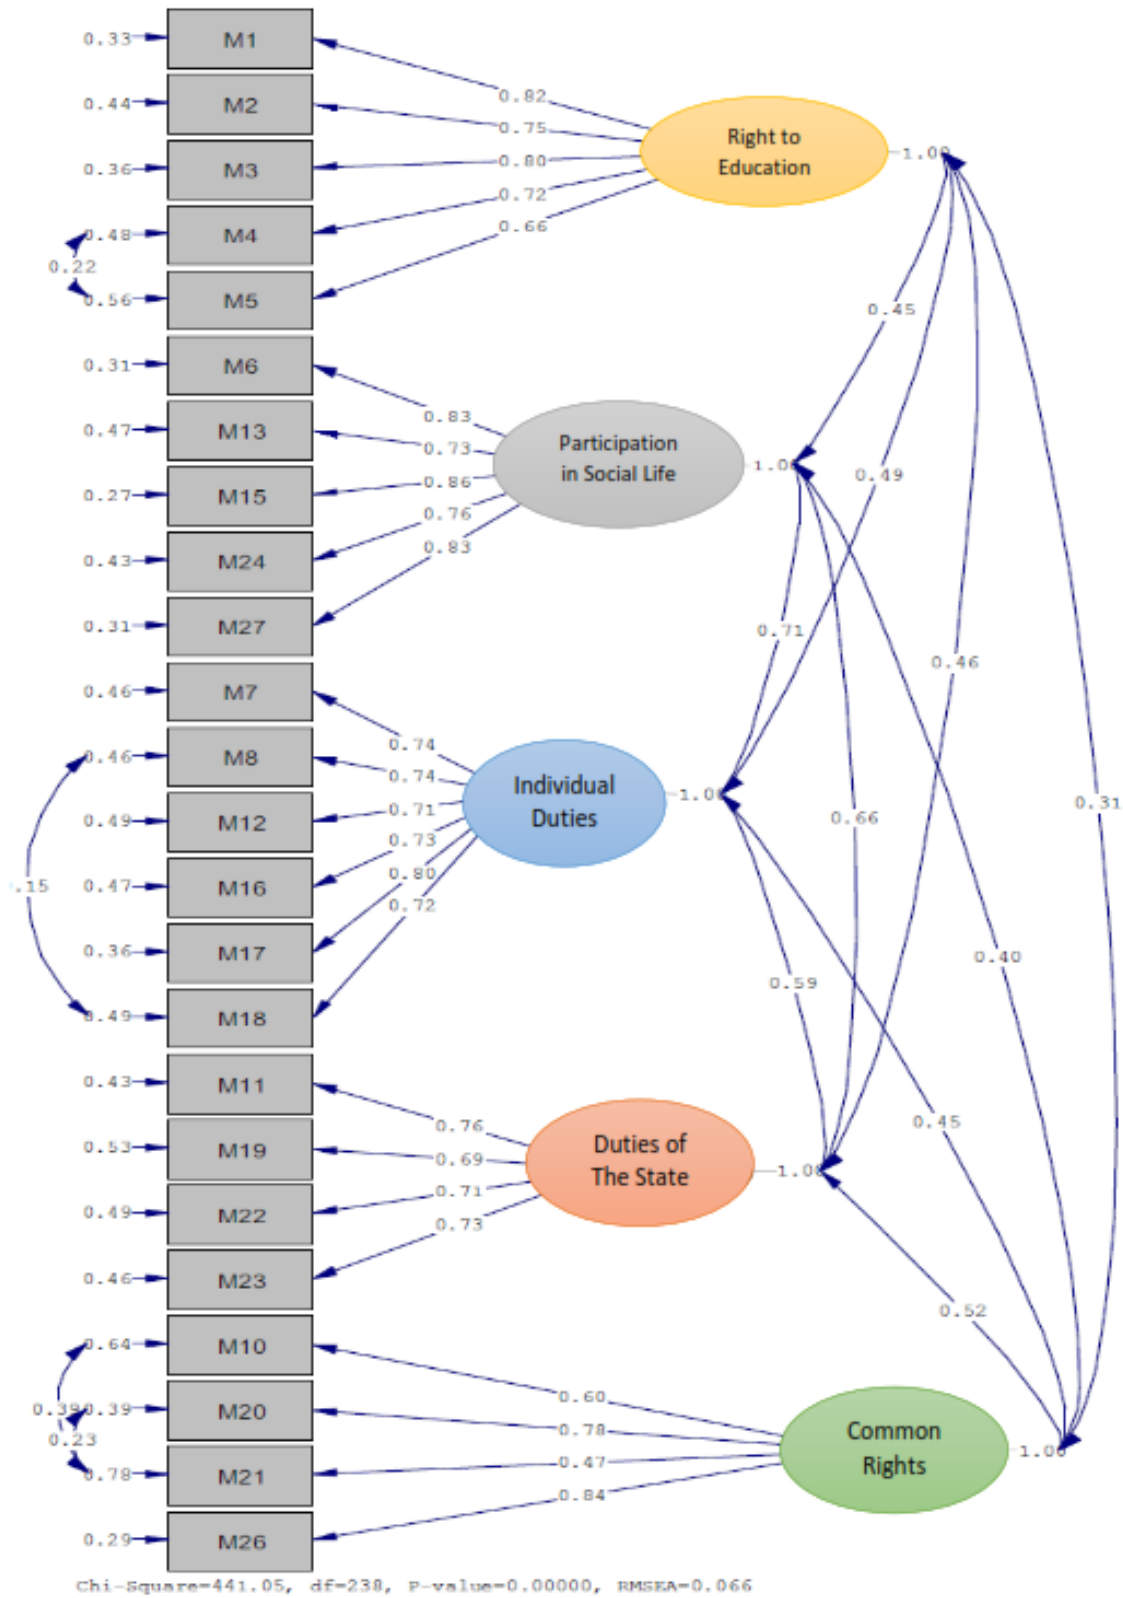 0.33 M1
0.44 M2
0.36 M3
0.48 M4
0.22
0.56 M5
0.82
0.75
0.80
0.72
0.66
Right to
Education
1.00
0.31 M6
0.47 M13
0.27 M15
0.43 M24
0.31 M27
0.83
0.73
0.86
0.76
0.83
Participation
in Social Life
1.00
0.46 M7
0.46 M8
0.49 M12
.15
0.47 M16
0.36 M17
0.49 M18
0.74
0.74
0.71
0.73
0.80
0.72
Individual
Duties
1.00
0.43 M11
0.53 M19
0.49 M22
0.46 M23
0.76
0.69
0.71
0.73
Duties of
The State
1.00
0.64 M10
0.39
0.39 M20
0.23
0.78 M21
0.29 M26
0.60
0.78
0.47
0.84
Common
Rights
1.00
0.45
0.49
0.71
0.46
0.66
0.31
0.40
0.59
0.45
0.52
Chi-Square=441.05, df=238, P-value=0.00000, RMSEA=0.066